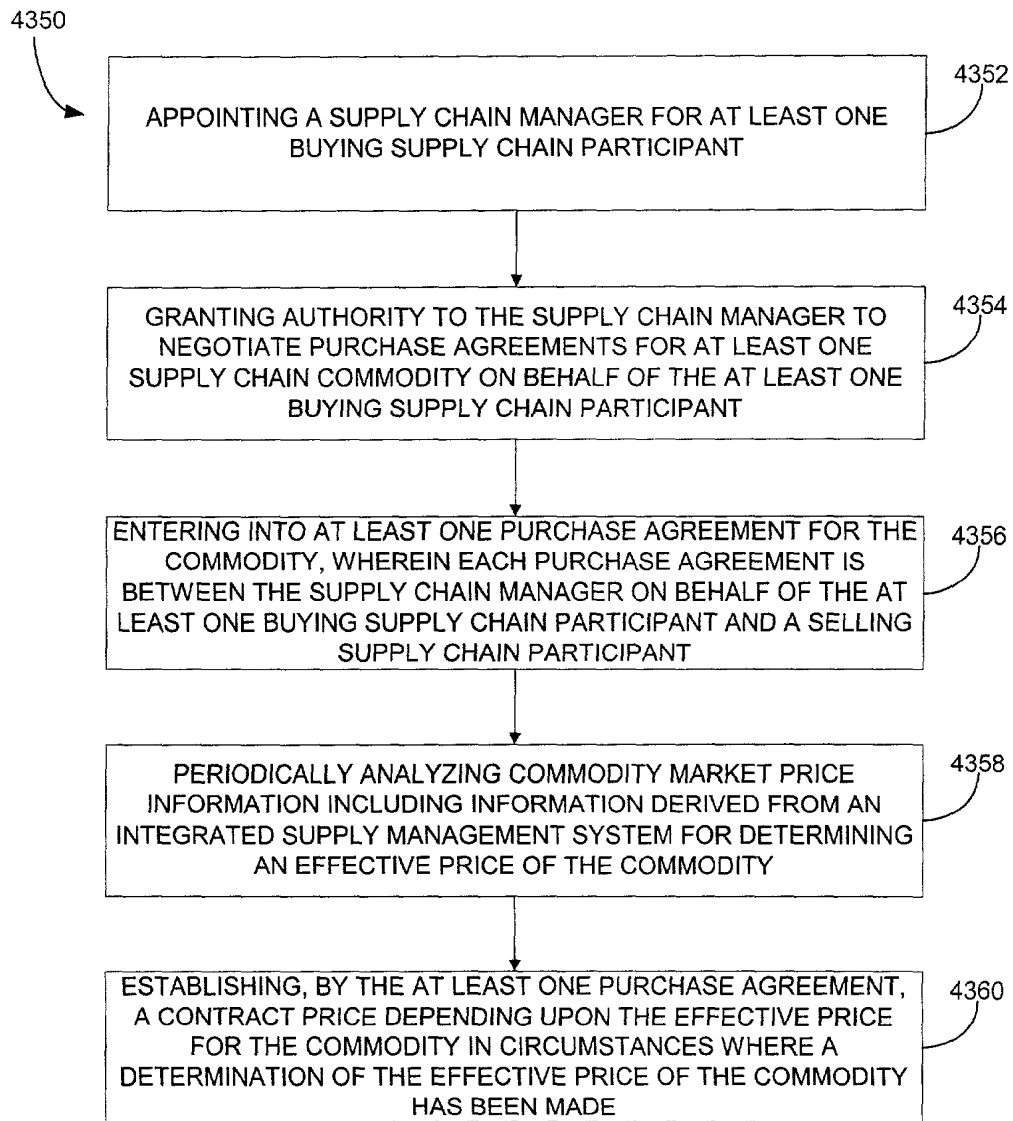 4350
4352
APPOINTING A SUPPLY CHAIN MANAGER FOR AT LEAST ONE
BUYING SUPPLY CHAIN PARTICIPANT
4354
GRANTING AUTHORITY TO THE SUPPLY CHAIN MANAGER TO
NEGOTIATE PURCHASE AGREEMENTS FOR AT LEAST ONE
SUPPLY CHAIN COMMODITY ON BEHALF OF THE AT LEAST ONE
BUYING SUPPLY CHAIN PARTICIPANT
4356
ENTERING INTO AT LEAST ONE PURCHASE AGREEMENT FOR THE
COMMODITY, WHEREIN EACH PURCHASE AGREEMENT IS
BETWEEN THE SUPPLY CHAIN MANAGER ON BEHALF OF THE AT
LEAST ONE BUYING SUPPLY CHAIN PARTICIPANT AND A SELLING
SUPPLY CHAIN PARTICIPANT
4358
PERIODICALLY ANALYZING COMMODITY MARKET PRICE
INFORMATION INCLUDING INFORMATION DERIVED FROM AN
INTEGRATED SUPPLY MANAGEMENT SYSTEM FOR DETERMINING
AN EFFECTIVE PRICE OF THE COMMODITY
4360
ESTABLISHING, BY THE AT LEAST ONE PURCHASE AGREEMENT,
A CONTRACT PRICE DEPENDING UPON THE EFFECTIVE PRICE
FOR THE COMMODITY IN CIRCUMSTANCES WHERE A
DETERMINATION OF THE EFFECTIVE PRICE OF THE COMMODITY
HAS BEEN MADE